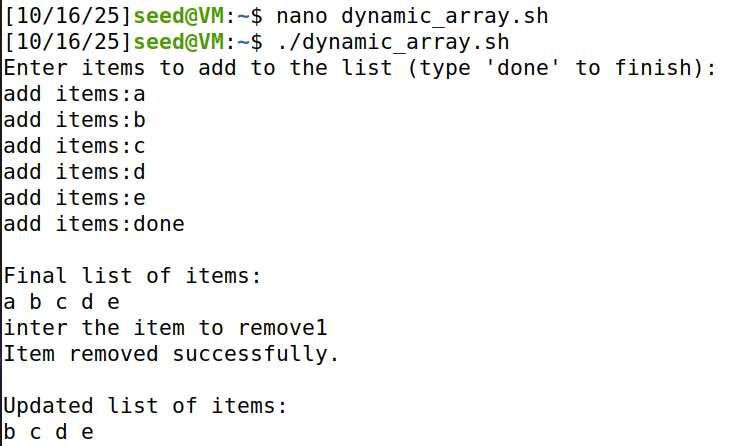 [10/16/25]seed@VM:~$ nano dynamic_array.sh
[10/16/25]seed@VM:~$ ./dynamic_array.sh
Enter items to add to the list (type 'done' to finish):
add items:a
add items:b
add items:c
add items:d
add items:e
add items:done
Final list of items:
a b c d e
inter the item to remove1
Item removed successfully.
Updated list of items:
b c d e